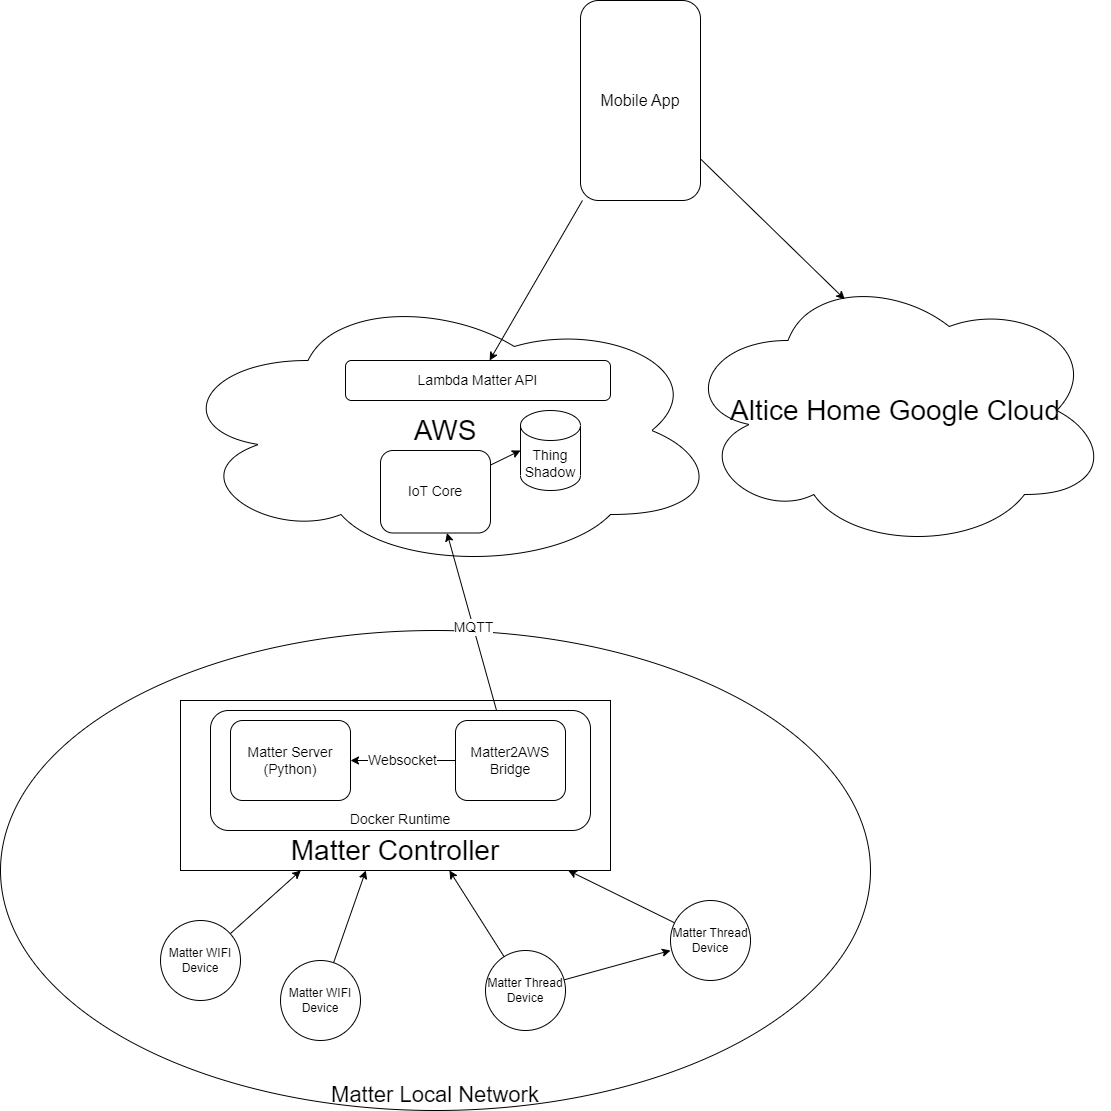 Mobile App
Lambda Matter API
AWS
Thing
Shadow
IoT Core
Altice Home Google Cloud
MQTT
Matter Server
(Python)
Websocket
Matter2AWS
Bridge
Docker Runtime
Matter Controller
Matter WIFI
Device
Matter WIFI
Device
Matter Thread
Device
Matter Thread
Device
Matter Local Network